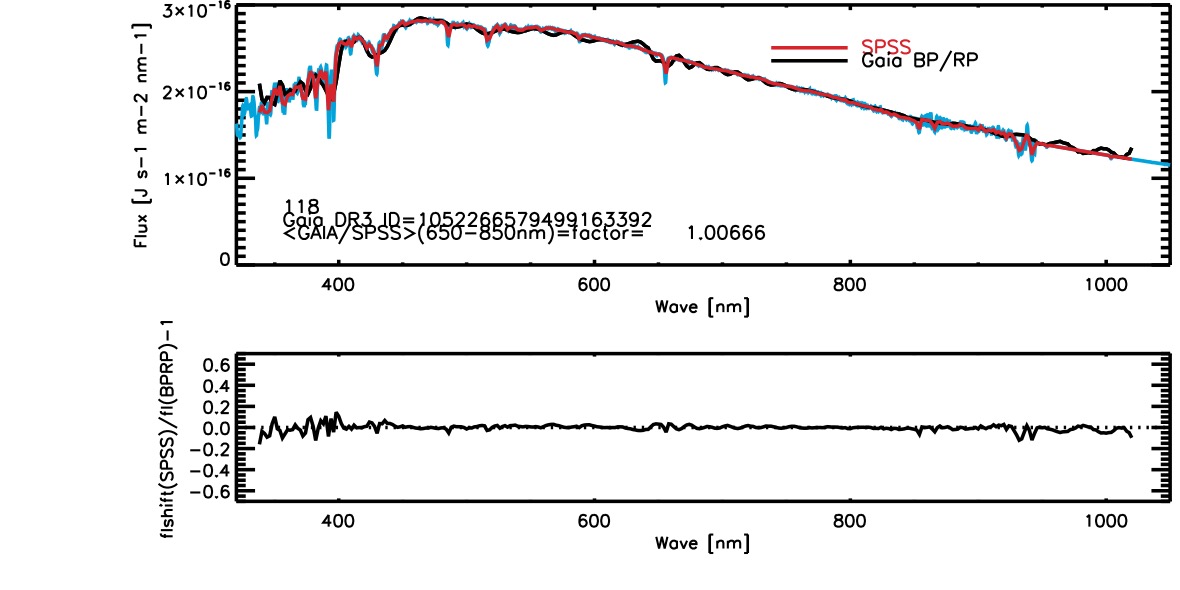 3×10−16
2×10−16
1×10−16
0
Flux [J s−1 m−2 nm−1]
SPSS
Gaia BP/RP
118
Gaia DR3 ID=1052266579499163392
<GAIA/SPSS>(650−850nm)=factor= 1.00666
400 600 800 1000
Wave [nm]
flshift(SPSS)/fl(BPRP)−1
0.6
0.4
0.2
0.0
−0.2
−0.4
−0.6
400 600 800 1000
Wave [nm]